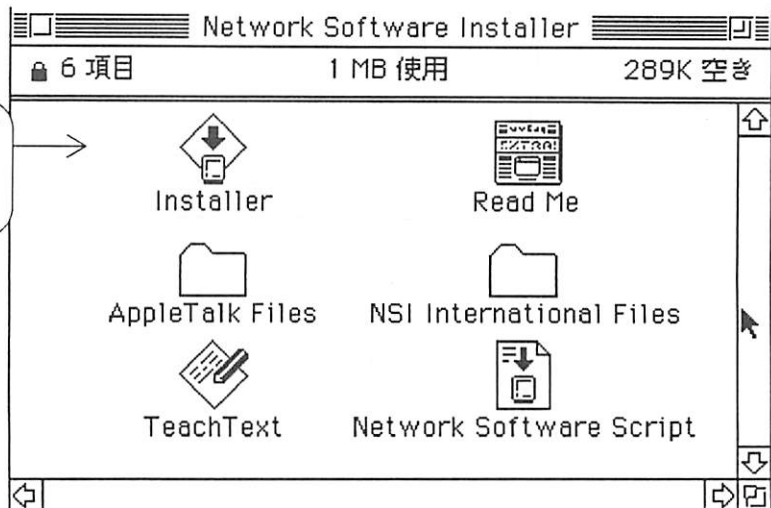 Network Software Installer
6 項目 1 MB 使用 289K 空き
Installer Read Me
AppleTalk Files NSI International Files
TeachText Network Software Script